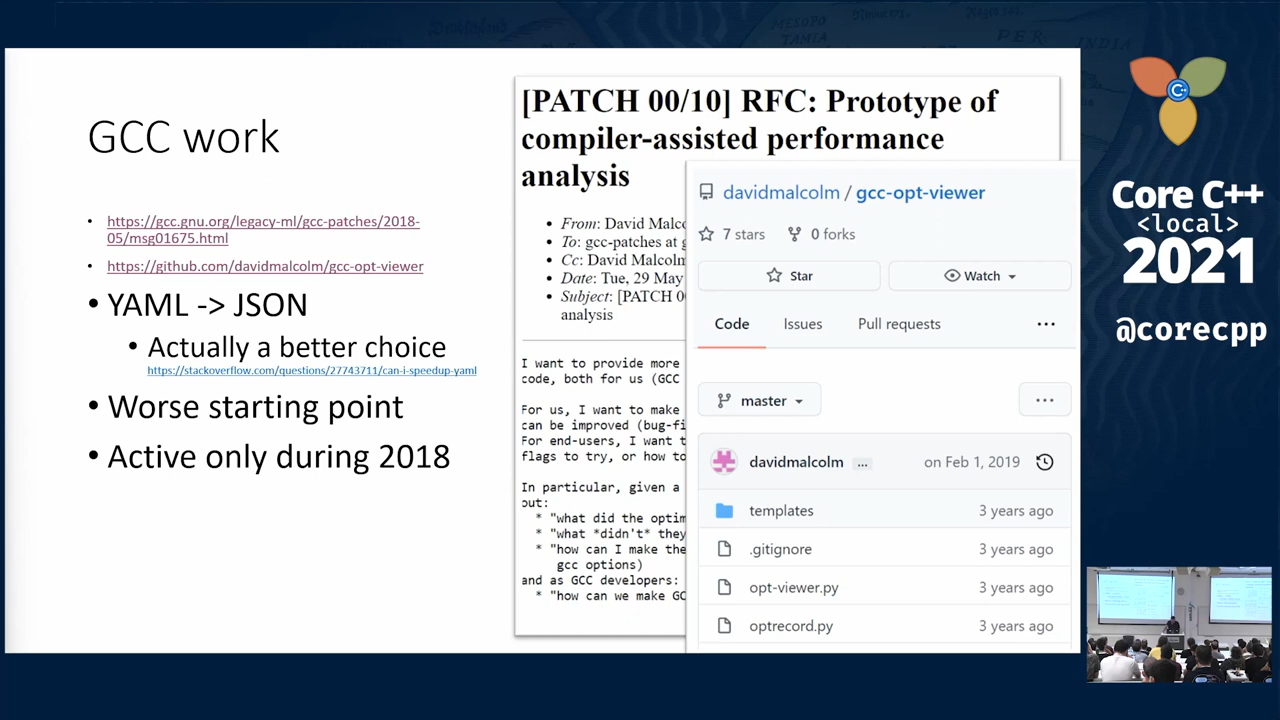 GCC work
• https://gcc.gnu.org/legacy-ml/gcc-patches/2018-
05/msg01675.html
• https://github.com/davidmalcolm/gcc-opt-viewer
• YAML -> JSON
• Actually a better choice
https://stackoverflow.com/questions/27743711/can-i-speedup-yaml
• Worse starting point
• Active only during 2018
[PATCH 00/10] RFC: Prototype of
compiler-assisted performance
analysis
• From: David Malco
• To: gcc-patches at g
• Cc: David Malcolm
• Date: Tue, 29 May
• Subject: [PATCH 0
analysis
I want to provide more
code, both for us (GCC
For us, I want to make
can be improved (bug-fi
For end-users, I want t
flags to try, or how to
In particular, given a
out:
* "what did the optim
* "what *didn't* they
* "how can I make the
gcc options)
and as GCC developers:
* "how can we make GC
davidmalcolm / gcc-opt-viewer
7 stars 0 forks
Star Watch
Code Issues Pull requests ...
master ...
davidmalcolm ... on Feb 1, 2019
templates 3 years ago
.gitignore 3 years ago
opt-viewer.py 3 years ago
optrecord.py 3 years ago
C++
Core C++
<local>
2021
@corecpp
MESOPO
TAMIA
PER
INDIA